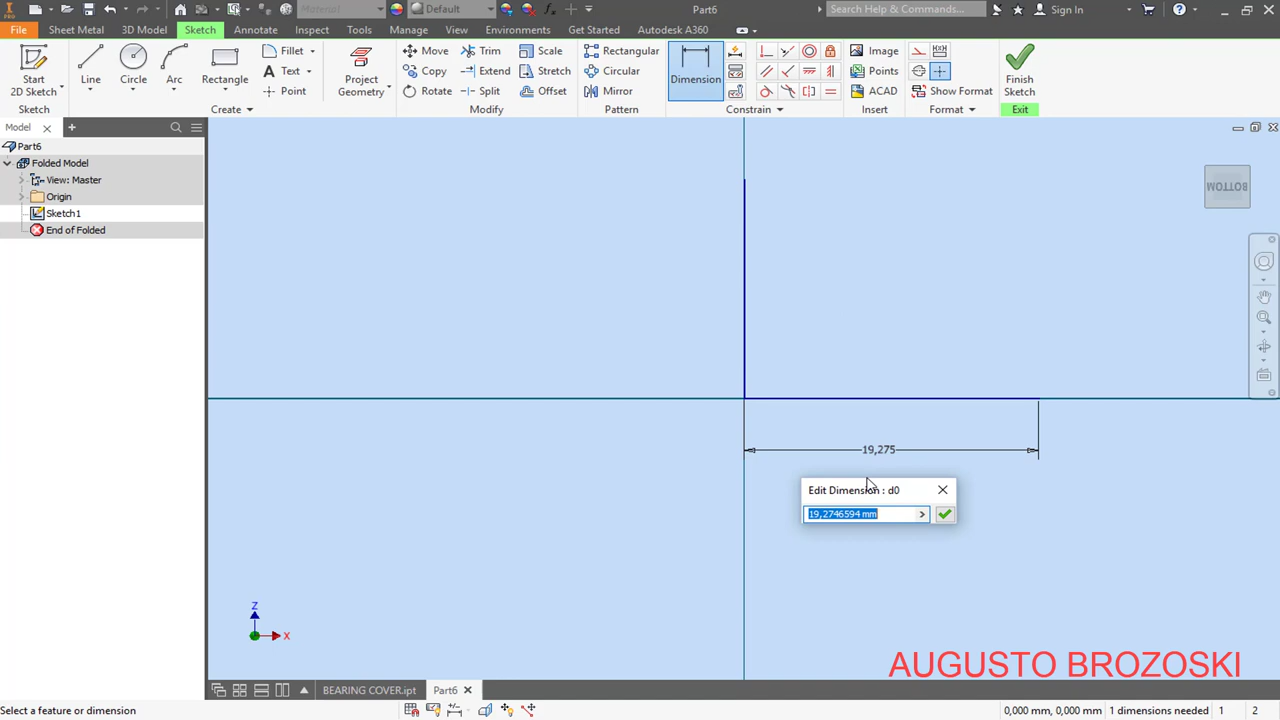 Material
Default
Part6
Search Help & Commands...
Sign In
File
Sheet Metal
3D Model
Sketch
Annotate
Inspect
Tools
Manage
View
Environments
Get Started
Autodesk A360
Start
2D Sketch
Line
Circle
Arc
Rectangle
Fillet
Text
Point
Project
Geometry
Move
Copy
Rotate
Trim
Extend
Split
Scale
Stretch
Offset
Rectangular
Circular
Mirror
Dimension
Image
Points
ACAD
Show Format
Finish
Sketch
Sketch
Create
Modify
Pattern
Constrain
Insert
Format
Exit
Model
Part6
Folded Model
View: Master
Origin
Sketch1
End of Folded
BOTTOM
19,275
Edit Dimension : d0
19,2746594 mm
Z
X
AUGUSTO BROZOSKI
BEARING COVER.ipt
Part6
Select a feature or dimension
0,000 mm, 0,000 mm
1 dimensions needed
1
2